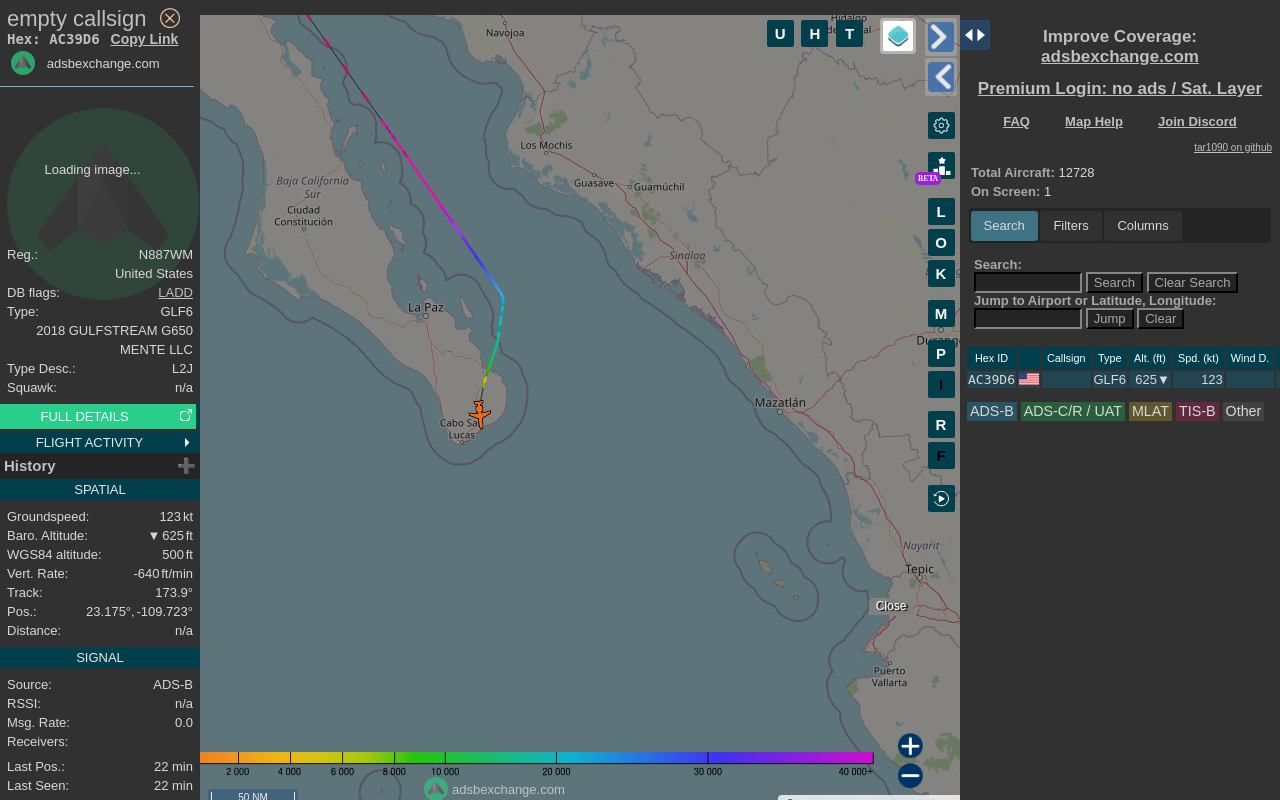 empty callsign
Hex: AC39D6 Copy Link
adsbexchange.com
Loading image...
Reg.: N887WM
United States
DB flags: LADD
Type: GLF6
2018 GULFSTREAM G650
MENTE LLC
Type Desc.: L2J
Squawk: n/a
FULL DETAILS
FLIGHT ACTIVITY
History
SPATIAL
Groundspeed: 123 kt
Baro. Altitude: ▼ 625 ft
WGS84 altitude: 500 ft
Vert. Rate: -640 ft/min
Track: 173.9°
Pos.: 23.175°, -109.723°
Distance: n/a
SIGNAL
Source: ADS-B
RSSI: n/a
Msg. Rate: 0.0
Receivers:
Last Pos.: 22 min
Last Seen: 22 min
Navojoa
Los Mochis
Guasave
Guamúchil
Baja California
Sur
Ciudad
Constitución
Sinaloa
La Paz
Mazatlán
Cabo Sa
Lucas
Nayarit
Tepic
Close
Puerto
Vallarta
Hidalgo
U H T
BETA
L
O
K
M
P
I
R
F
2 000 4 000 6 000 8 000 10 000 20 000 30 000 40 000+
adsbexchange.com
50 NM
Improve Coverage:
adsbexchange.com
Premium Login: no ads / Sat. Layer
FAQ Map Help Join Discord
tar1090 on github
Total Aircraft: 12728
On Screen: 1
Search Filters Columns
Search:
Search Clear Search
Jump to Airport or Latitude, Longitude:
Jump Clear
Hex ID Callsign Type Alt. (ft) Spd. (kt) Wind D.
AC39D6 GLF6 625▼ 123
ADS-B ADS-C/R / UAT MLAT TIS-B Other